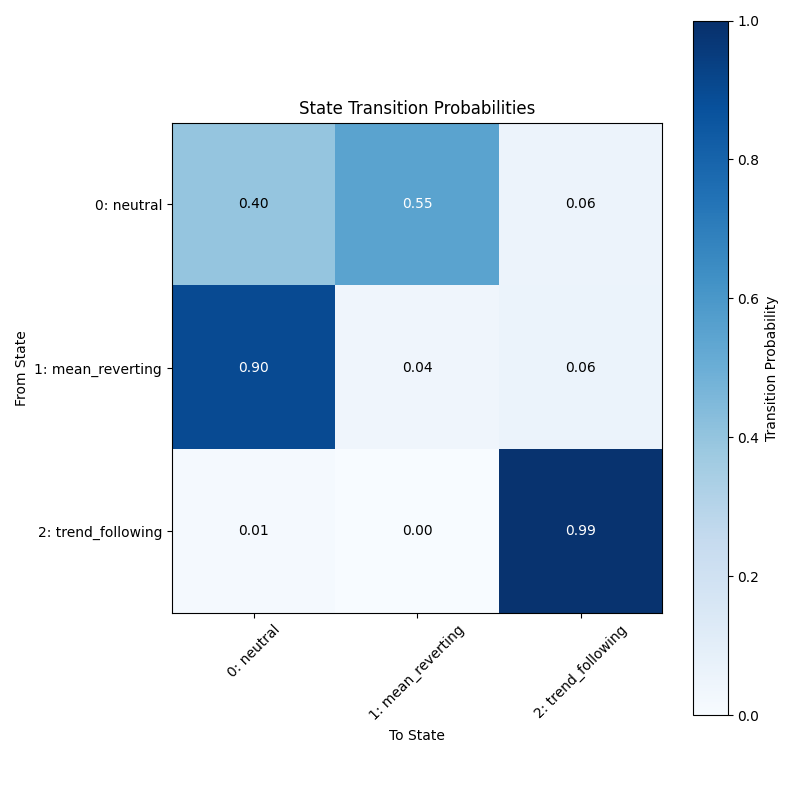 State Transition Probabilities
From State
0: neutral
0.40 0.55 0.06
1: mean_reverting
0.90 0.04 0.06
2: trend_following
0.01 0.00 0.99
0: neutral
1: mean_reverting
2: trend_following
To State
1.0
0.8
0.6
0.4
0.2
0.0
Transition Probability